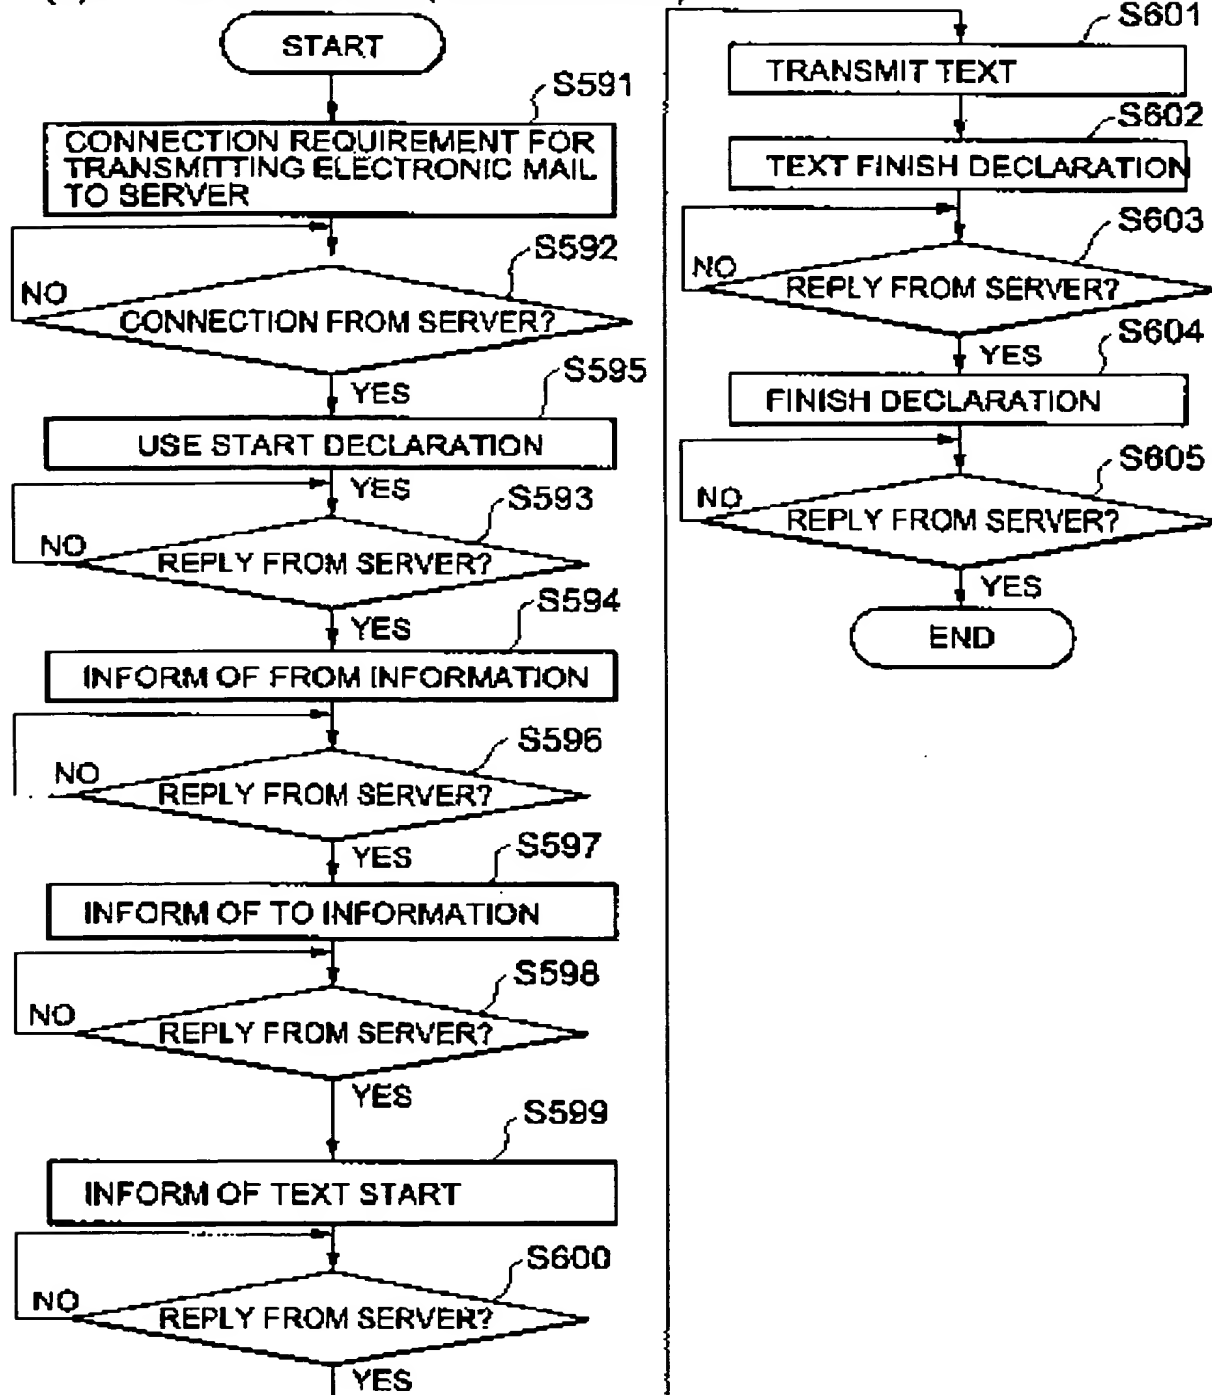 START
S591
CONNECTION REQUIREMENT FOR
TRANSMITTING ELECTRONIC MAIL
TO SERVER
S592
NO
CONNECTION FROM SERVER?
YES
S595
USE START DECLARATION
YES
S593
NO
REPLY FROM SERVER?
YES
S594
INFORM OF FROM INFORMATION
S596
NO
REPLY FROM SERVER?
YES
S597
INFORM OF TO INFORMATION
S598
NO
REPLY FROM SERVER?
YES
S599
INFORM OF TEXT START
S600
NO
REPLY FROM SERVER?
YES
S601
TRANSMIT TEXT
S602
TEXT FINISH DECLARATION
S603
NO
REPLY FROM SERVER?
YES
S604
FINISH DECLARATION
S605
NO
REPLY FROM SERVER?
YES
END